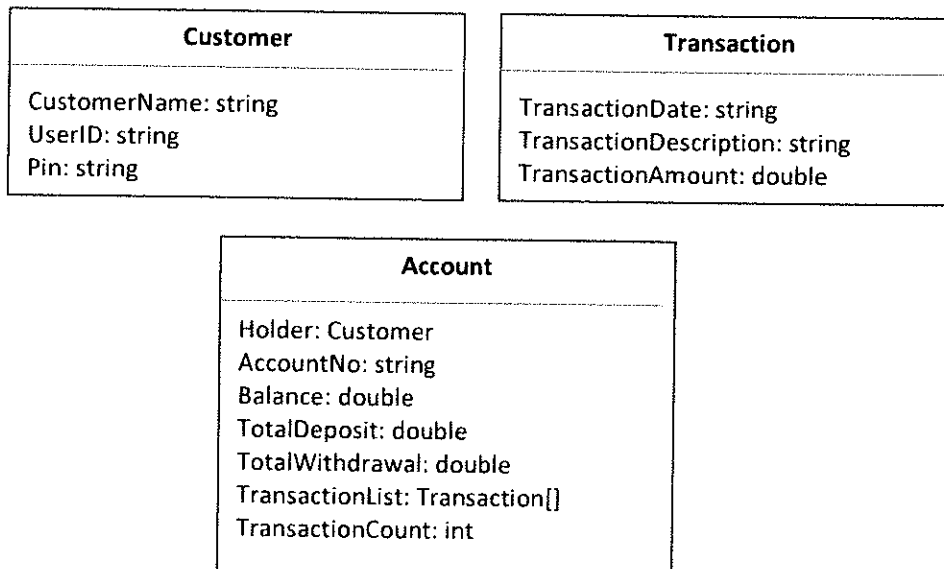 Customer
CustomerName: string
UserID: string
Pin: string
Transaction
TransactionDate: string
TransactionDescription: string
TransactionAmount: double
Account
Holder: Customer
AccountNo: string
Balance: double
TotalDeposit: double
TotalWithdrawal: double
TransactionList: Transaction[]
TransactionCount: int